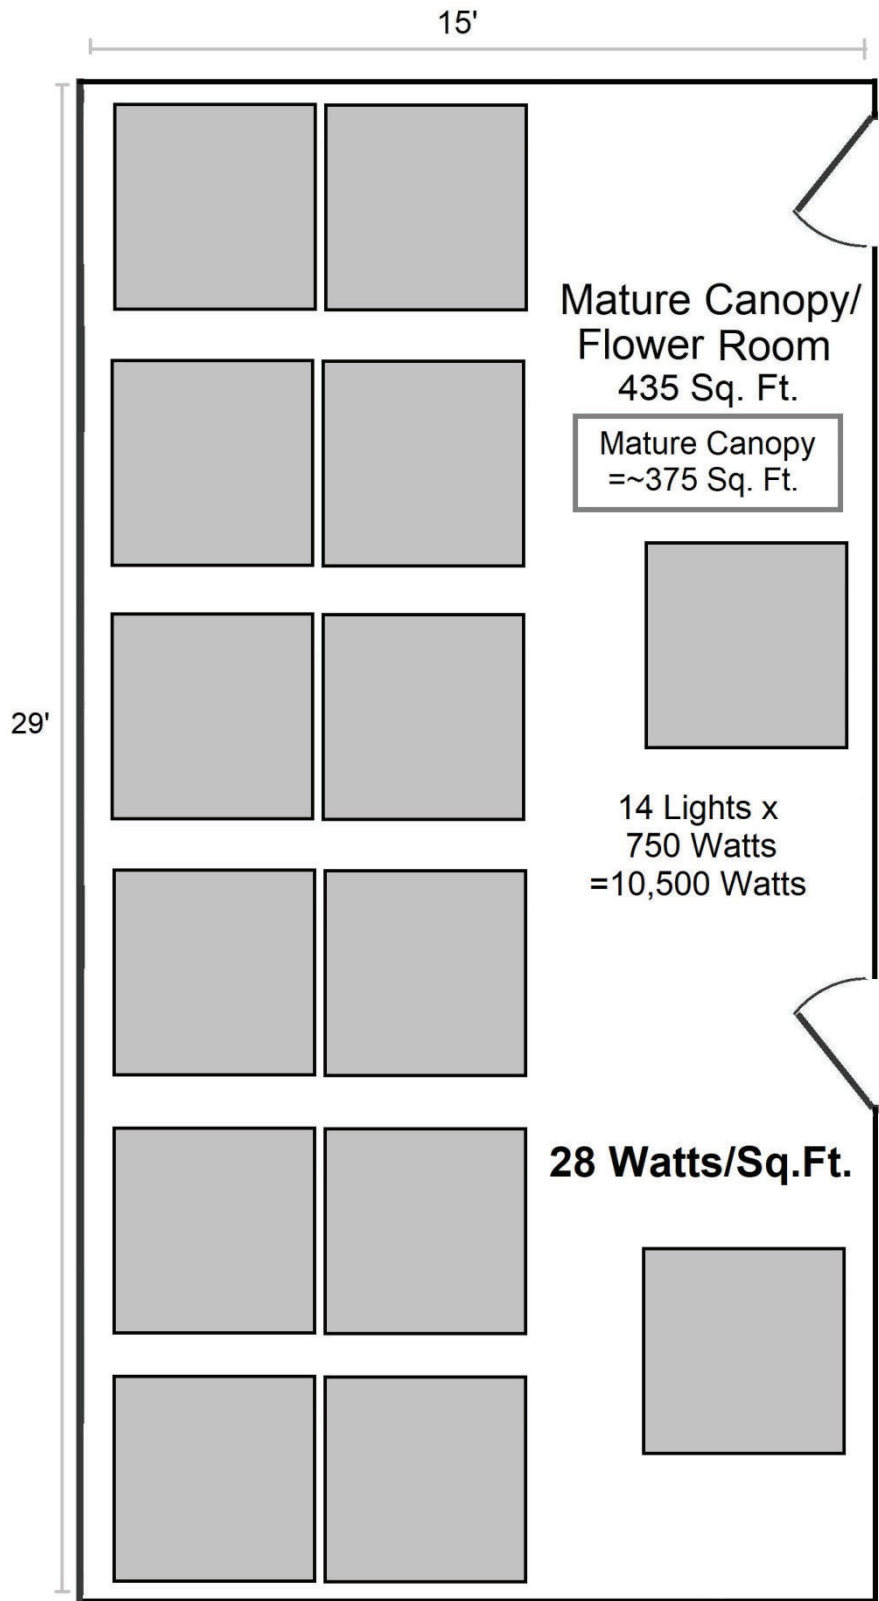 15'
Mature Canopy/
Flower Room
435 Sq. Ft.
Mature Canopy
=~375 Sq. Ft.
29'
14 Lights x
750 Watts
=10,500 Watts
28 Watts/Sq.Ft.